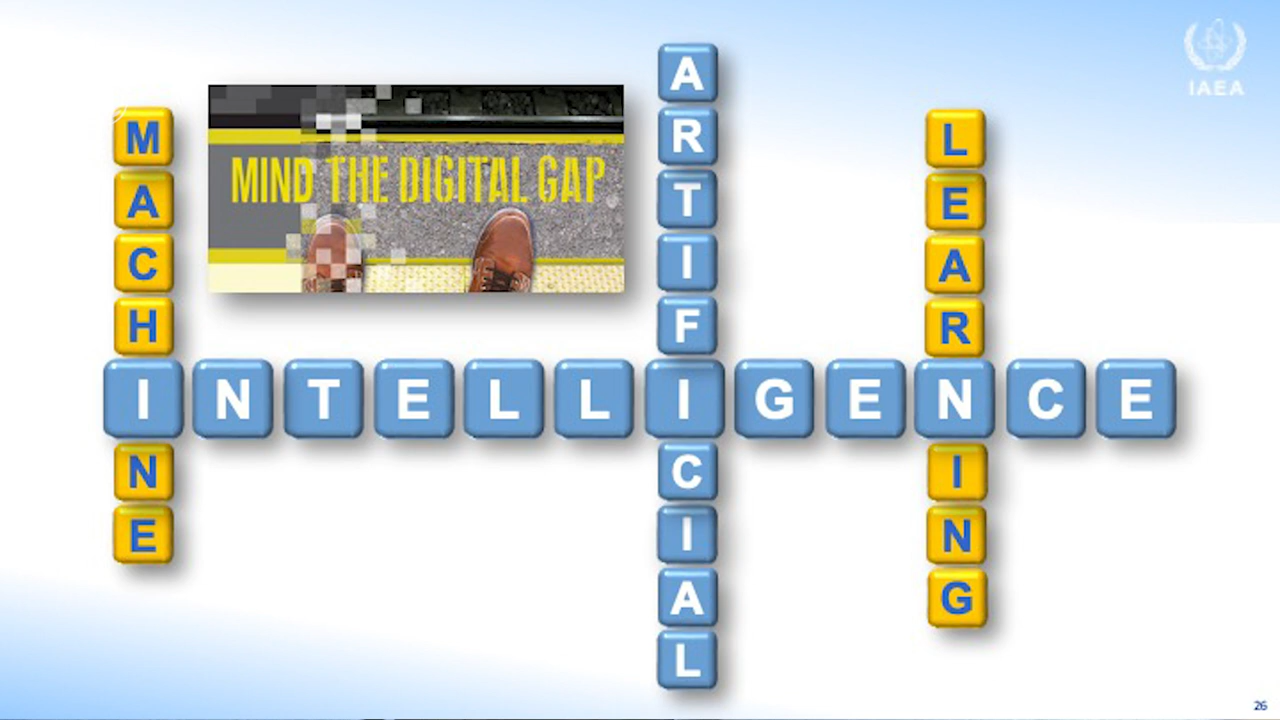 IAEA
MACHINE
MIND THE DIGITAL GAP
ARTIFICIAL
LEARNING
INTELLIGENCE
26